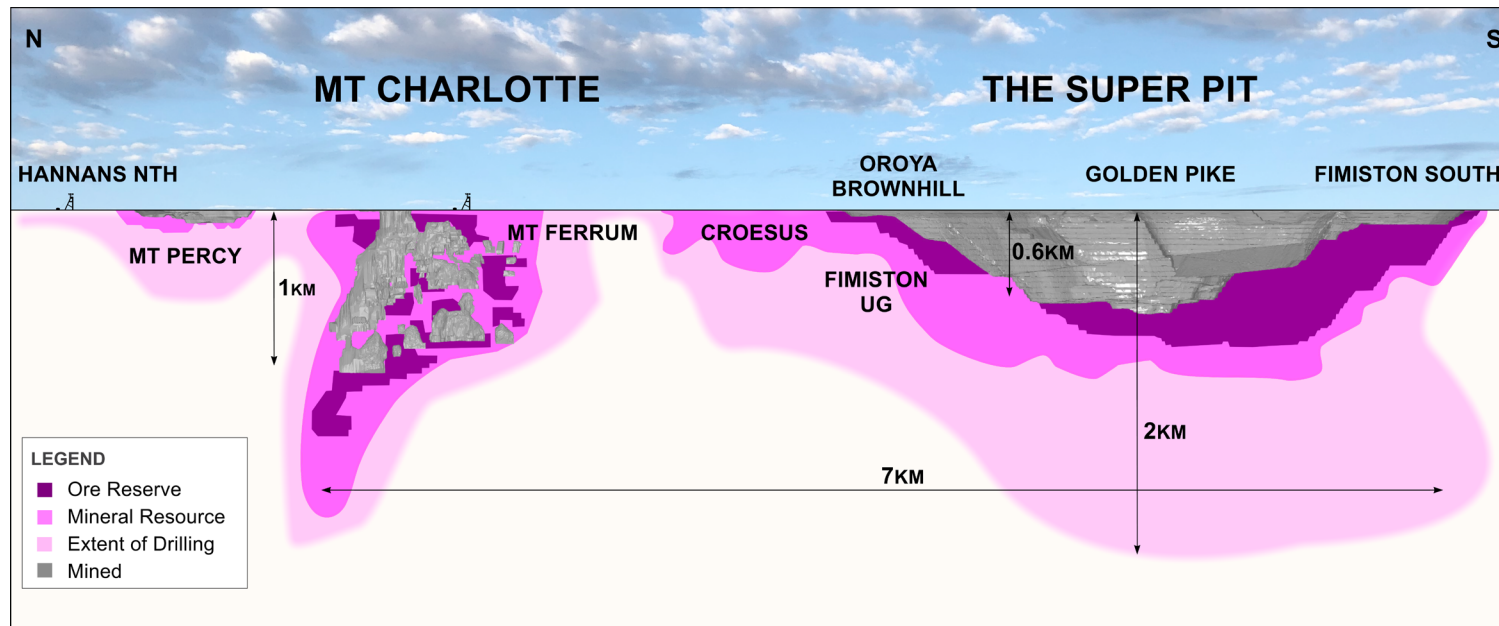 N
S
MT CHARLOTTE
THE SUPER PIT
HANNANS NTH
OROYA
BROWNHILL
GOLDEN PIKE
FIMISTON SOUTH
MT PERCY
MT FERRUM
CROESUS
0.6KM
1KM
FIMISTON
UG
2KM
7KM
LEGEND
Ore Reserve
Mineral Resource
Extent of Drilling
Mined